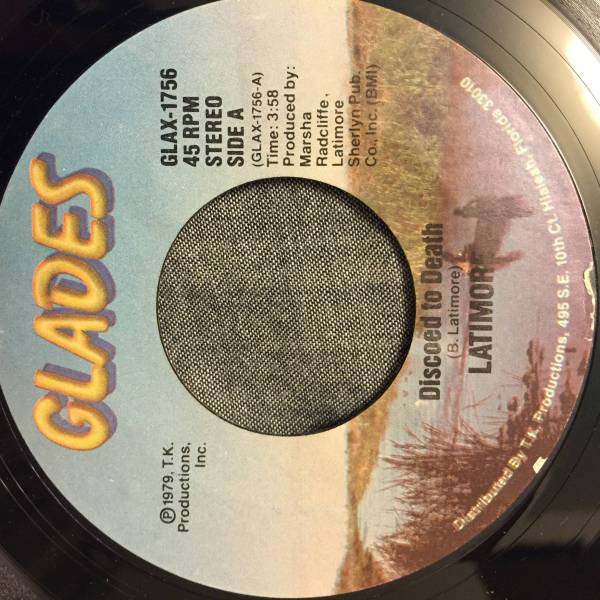 GLADES
GLAX-1756
45 RPM
STEREO
SIDE A
(GLAX-1756-A)
Time: 3:58
Produced by:
Marsha
Radcliffe,
Latimore
Sherlyn Pub.
Co., Inc. (BMI)
℗ 1979, T.K.
Productions,
Inc.
Discoed to Death
(B. Latimore)
LATIMORE
Distributed By T.K. Productions, 495 S.E. 10th Ct. Hialeah, Florida 33010